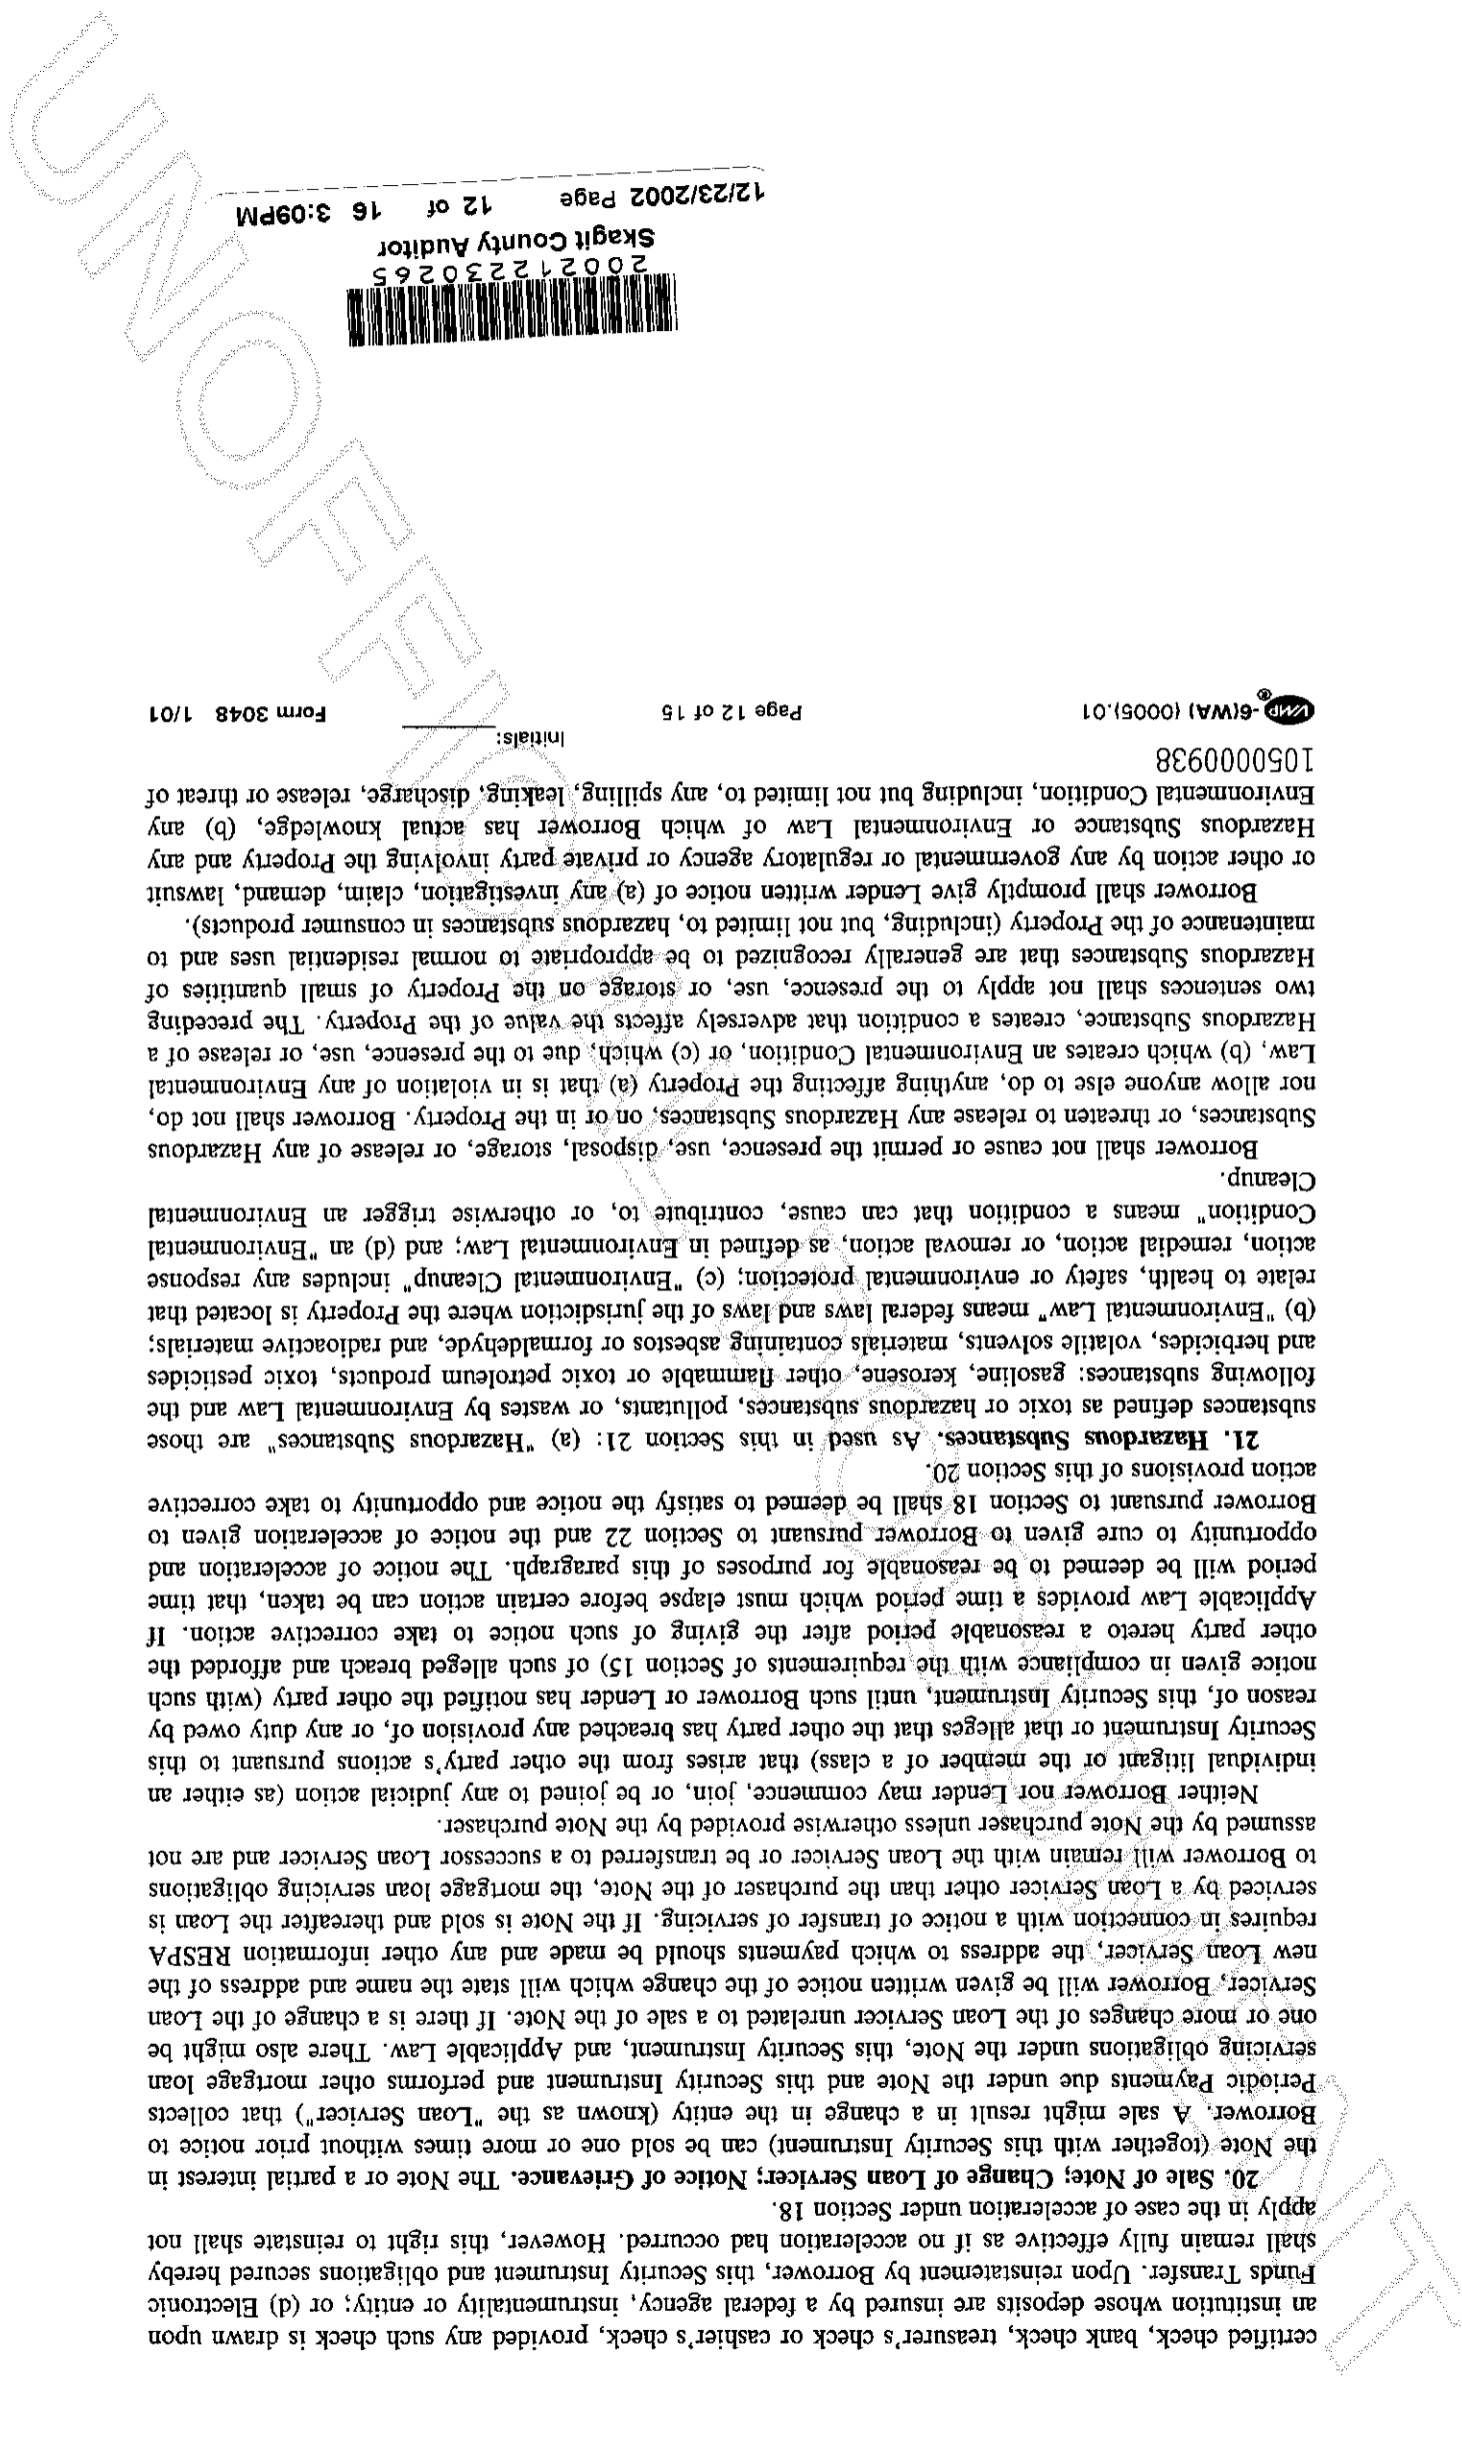 certified check, bank check, treasurer's check or cashier's check, provided any such check is drawn upon
an institution whose deposits are insured by a federal agency, instrumentality or entity; or (d) Electronic
Funds Transfer. Upon reinstatement by Borrower, this Security Instrument and obligations secured hereby
shall remain fully effective as if no acceleration had occurred. However, this right to reinstate shall not
apply in the case of acceleration under Section 18.
20. Sale of Note; Change of Loan Servicer; Notice of Grievance. The Note or a partial interest in
the Note (together with this Security Instrument) can be sold one or more times without prior notice to
Borrower. A sale might result in a change in the entity (known as the "Loan Servicer") that collects
Periodic Payments due under the Note and this Security Instrument and performs other mortgage loan
servicing obligations under the Note, this Security Instrument, and Applicable Law. There also might be
one or more changes of the Loan Servicer unrelated to a sale of the Note. If there is a change of the Loan
Servicer, Borrower will be given written notice of the change which will state the name and address of the
new Loan Servicer, the address to which payments should be made and any other information RESPA
requires in connection with a notice of transfer of servicing. If the Note is sold and thereafter the Loan is
serviced by a Loan Servicer other than the purchaser of the Note, the mortgage loan servicing obligations
to Borrower will remain with the Loan Servicer or be transferred to a successor Loan Servicer and are not
assumed by the Note purchaser unless otherwise provided by the Note purchaser.
Neither Borrower nor Lender may commence, join, or be joined to any judicial action (as either an
individual litigant or the member of a class) that arises from the other party's actions pursuant to this
Security Instrument or that alleges that the other party has breached any provision of, or any duty owed by
reason of, this Security Instrument, until such Borrower or Lender has notified the other party (with such
notice given in compliance with the requirements of Section 15) of such alleged breach and afforded the
other party hereto a reasonable period after the giving of such notice to take corrective action. If
Applicable Law provides a time period which must elapse before certain action can be taken, that time
period will be deemed to be reasonable for purposes of this paragraph. The notice of acceleration and
opportunity to cure given to Borrower pursuant to Section 22 and the notice of acceleration given to
Borrower pursuant to Section 18 shall be deemed to satisfy the notice and opportunity to take corrective
action provisions of this Section 20.
21. Hazardous Substances. As used in this Section 21: (a) "Hazardous Substances" are those
substances defined as toxic or hazardous substances, pollutants, or wastes by Environmental Law and the
following substances: gasoline, kerosene, other flammable or toxic petroleum products, toxic pesticides
and herbicides, volatile solvents, materials containing asbestos or formaldehyde, and radioactive materials;
(b) "Environmental Law" means federal laws and laws of the jurisdiction where the Property is located that
relate to health, safety or environmental protection; (c) "Environmental Cleanup" includes any response
action, remedial action, or removal action, as defined in Environmental Law; and (d) an "Environmental
Condition" means a condition that can cause, contribute to, or otherwise trigger an Environmental
Cleanup.
Borrower shall not cause or permit the presence, use, disposal, storage, or release of any Hazardous
Substances, or threaten to release any Hazardous Substances, on or in the Property. Borrower shall not do,
nor allow anyone else to do, anything affecting the Property (a) that is in violation of any Environmental
Law, (b) which creates an Environmental Condition, or (c) which, due to the presence, use, or release of a
Hazardous Substance, creates a condition that adversely affects the value of the Property. The preceding
two sentences shall not apply to the presence, use, or storage on the Property of small quantities of
Hazardous Substances that are generally recognized to be appropriate to normal residential uses and to
maintenance of the Property (including, but not limited to, hazardous substances in consumer products).
Borrower shall promptly give Lender written notice of (a) any investigation, claim, demand, lawsuit
or other action by any governmental or regulatory agency or private party involving the Property and any
Hazardous Substance or Environmental Law of which Borrower has actual knowledge, (b) any
Environmental Condition, including but not limited to, any spilling, leaking, discharge, release or threat of
1050000938
Initials:
VMP®-6(WA) (0005).01 Page 12 of 15 Form 3048 1/01
200212230265
Skagit County Auditor
12/23/2002 Page 12 of 16 3:09PM
UNOFFICIAL DOCUMENT